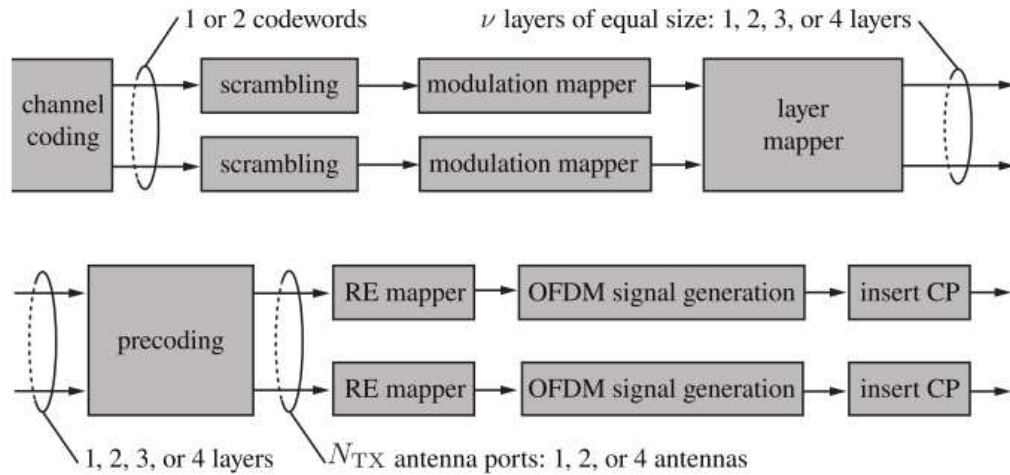 1 or 2 codewords
ν layers of equal size: 1, 2, 3, or 4 layers
channel
coding
scrambling
modulation mapper
layer
mapper
scrambling
modulation mapper
precoding
RE mapper
OFDM signal generation
insert CP
RE mapper
OFDM signal generation
insert CP
1, 2, 3, or 4 layers
N_TX antenna ports: 1, 2, or 4 antennas